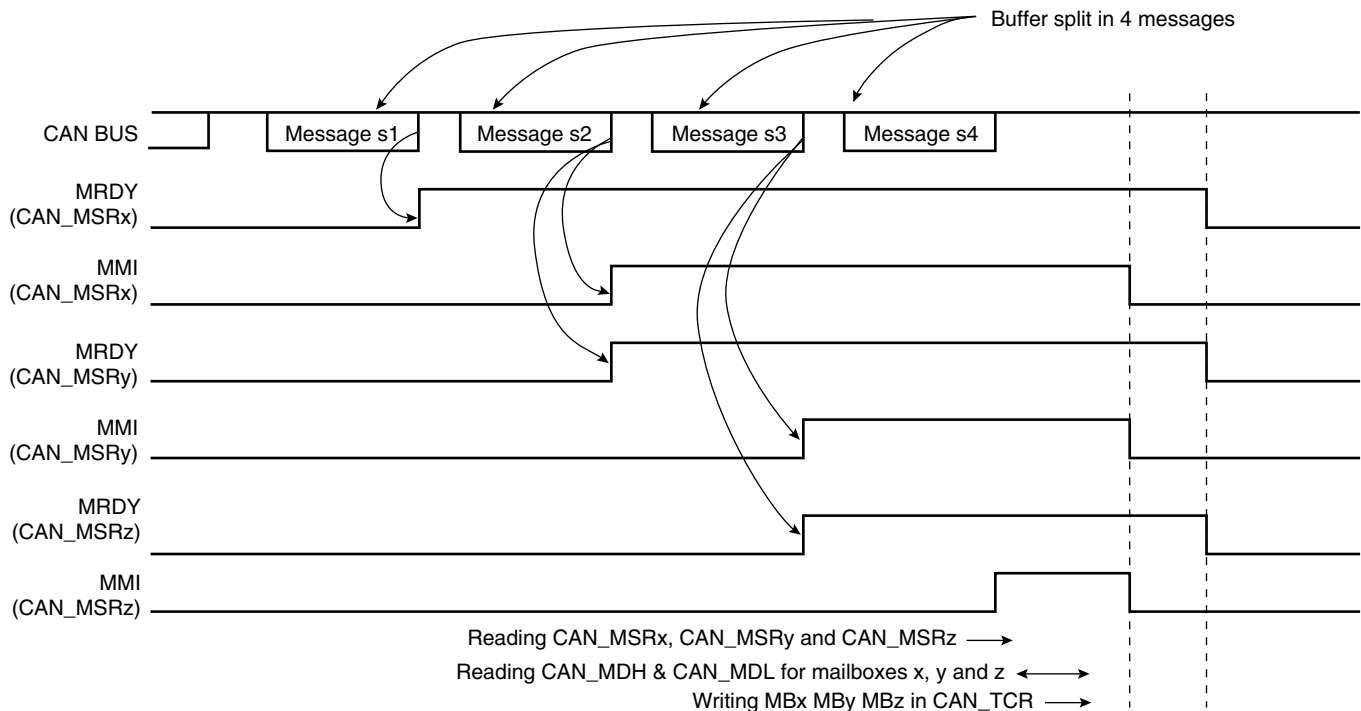 Buffer split in 4 messages
CAN BUS
Message s1
Message s2
Message s3
Message s4
MRDY
(CAN_MSRx)
MMI
(CAN_MSRx)
MRDY
(CAN_MSRy)
MMI
(CAN_MSRy)
MRDY
(CAN_MSRz)
MMI
(CAN_MSRz)
Reading CAN_MSRx, CAN_MSRy and CAN_MSRz
Reading CAN_MDH & CAN_MDL for mailboxes x, y and z
Writing MBx MBy MBz in CAN_TCR